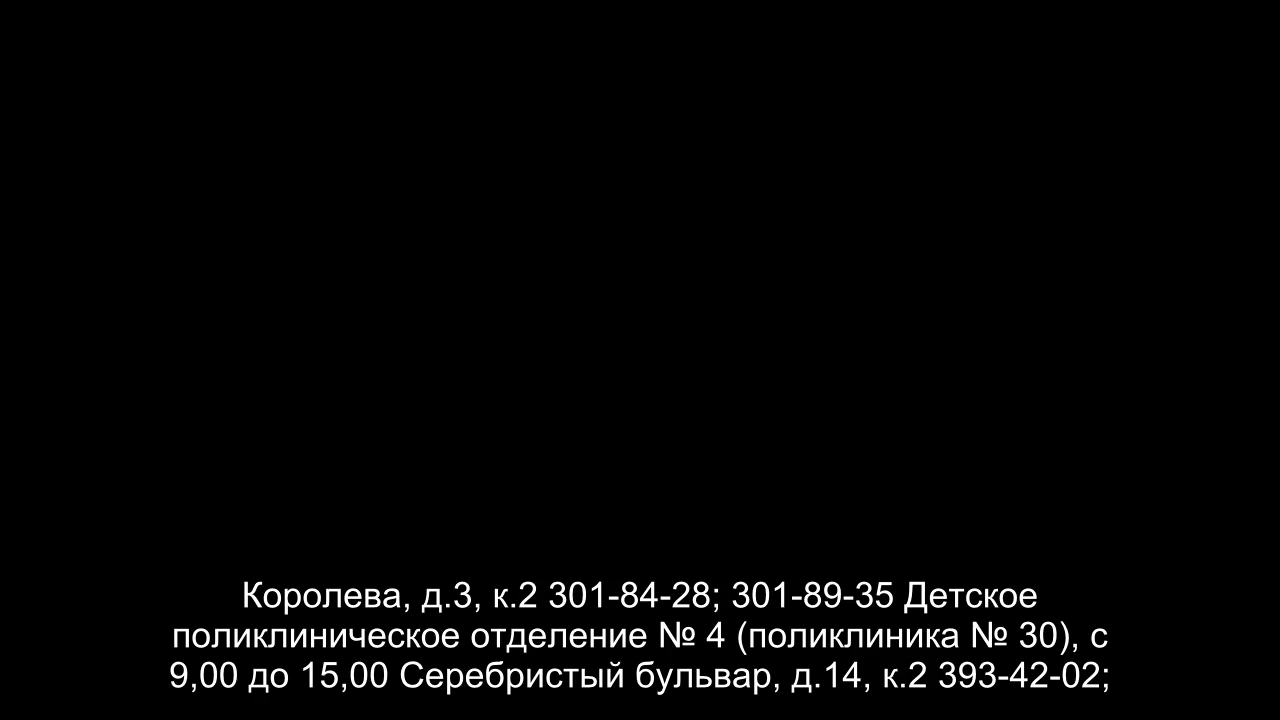 Королева, д.3, к.2 301-84-28; 301-89-35 Детское
поликлиническое отделение № 4 (поликлиника № 30), с
9,00 до 15,00 Серебристый бульвар, д.14, к.2 393-42-02;